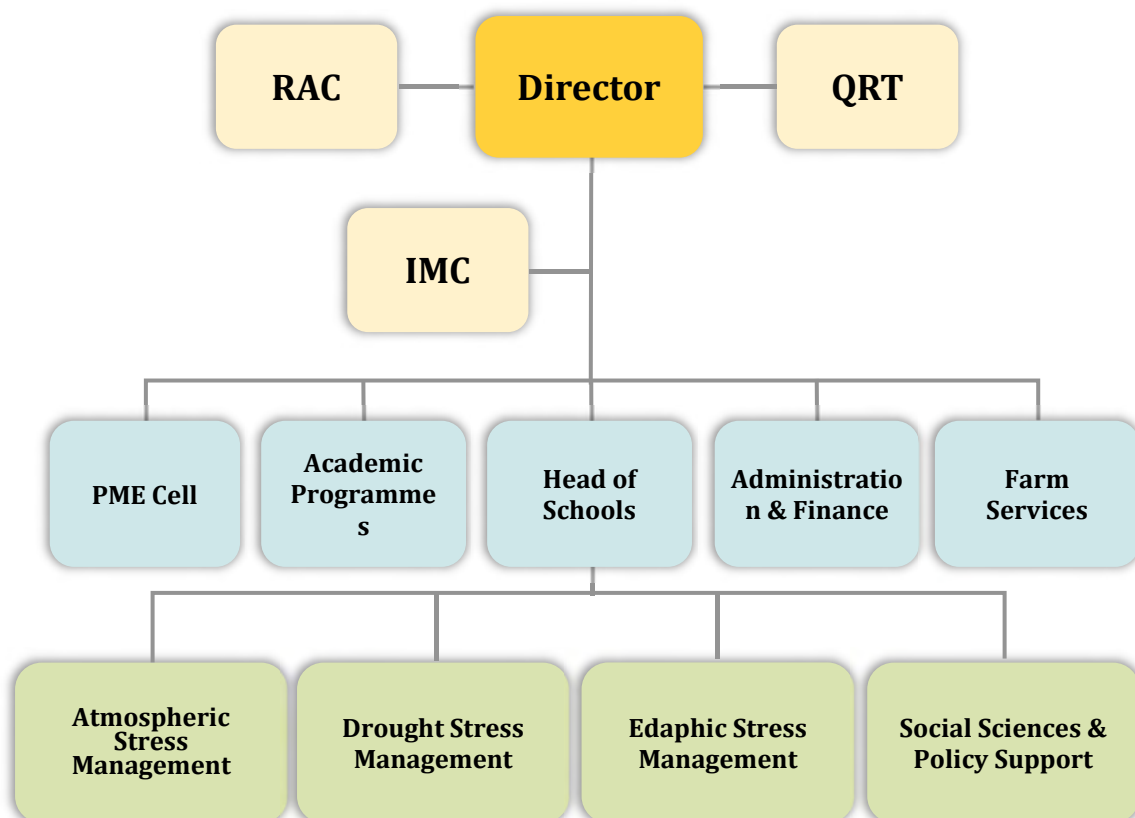 RAC
Director
QRT
IMC
PME Cell
Academic
Programme
s
Head of
Schools
Administratio
n & Finance
Farm
Services
Atmospheric
Stress
Management
Drought Stress
Management
Edaphic Stress
Management
Social Sciences &
Policy Support